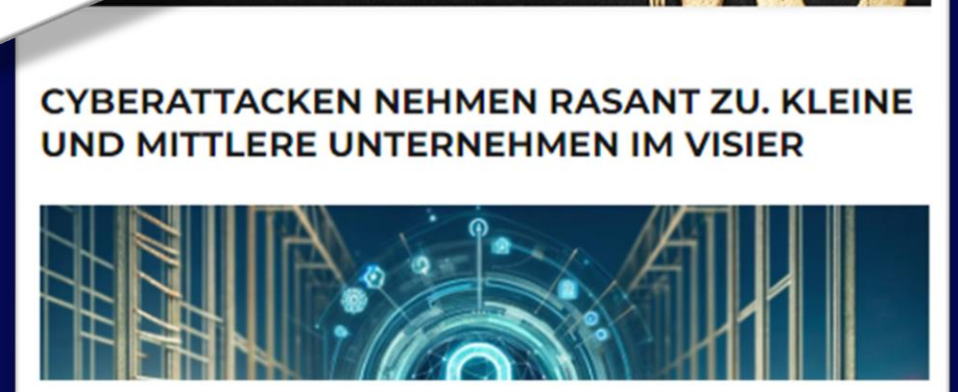 CYBERATTACKEN NEHMEN RASANT ZU. KLEINE
UND MITTLERE UNTERNEHMEN IM VISIER